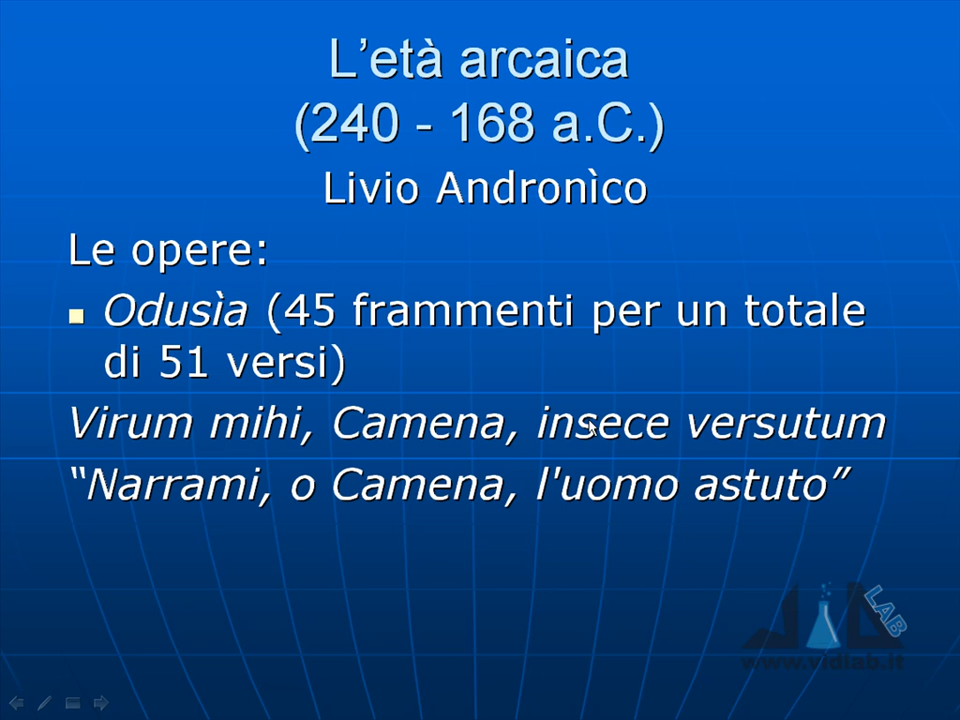 L’età arcaica
(240 - 168 a.C.)
Livio Andronìco
Le opere:
Odusìa (45 frammenti per un totale
di 51 versi)
Virum mihi, Camena, insece versutum
“Narrami, o Camena, l'uomo astuto”
LAB
www.vidlab.it